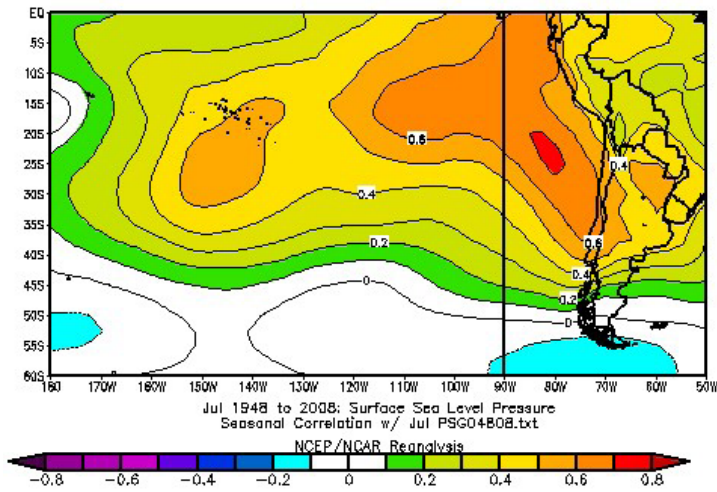 EQ
5S
10S
15S
20S
0.6
0.4
25S
30S
0.4
35S
0.2
0.6
40S
0.4
45S
0
0.2
50S
0
55S
60S
180 170W 160W 150W 140W 130W 120W 110W 100W 90W 80W 70W 60W 50W
Jul 1948 to 2008: Surface Sea Level Pressure
Seasonal Correlation w/ Jul PSG04808.txt
NCEP/NCAR Reanalysis
-0.8 -0.6 -0.4 -0.2 0 0.2 0.4 0.6 0.8